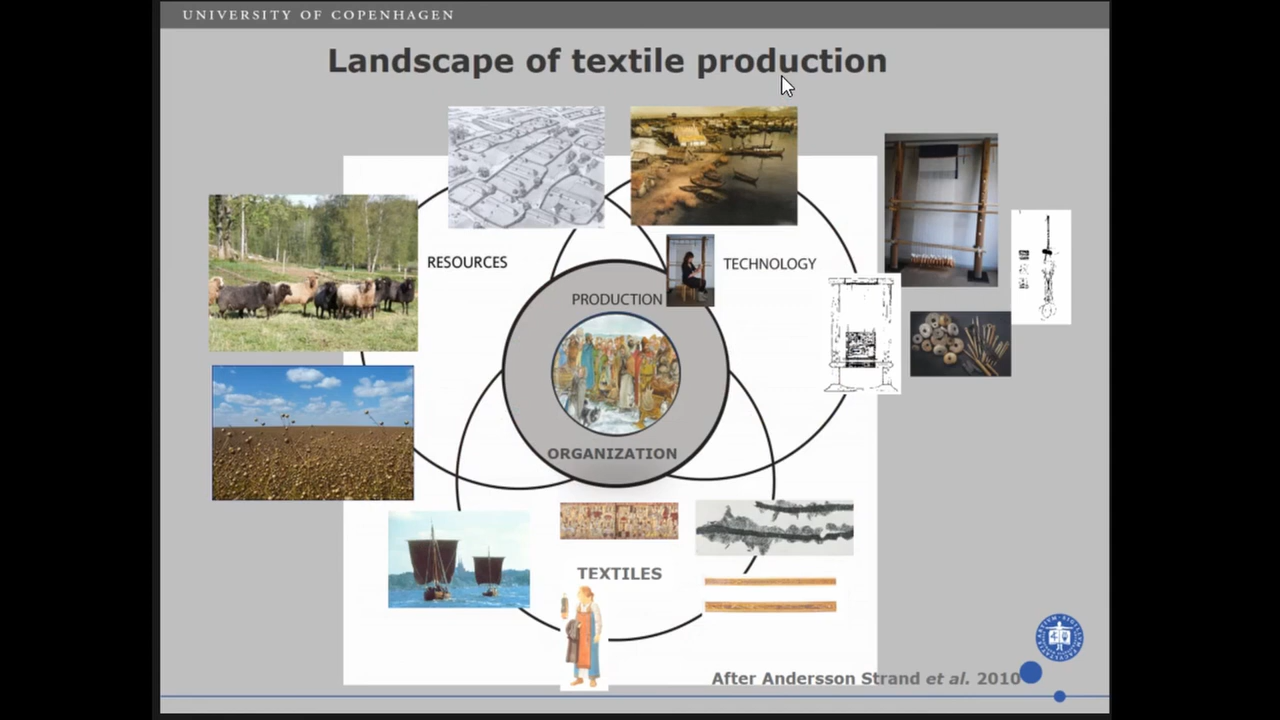 UNIVERSITY OF COPENHAGEN
Landscape of textile production
RESOURCES
TECHNOLOGY
PRODUCTION
ORGANIZATION
TEXTILES
After Andersson Strand et al. 2010